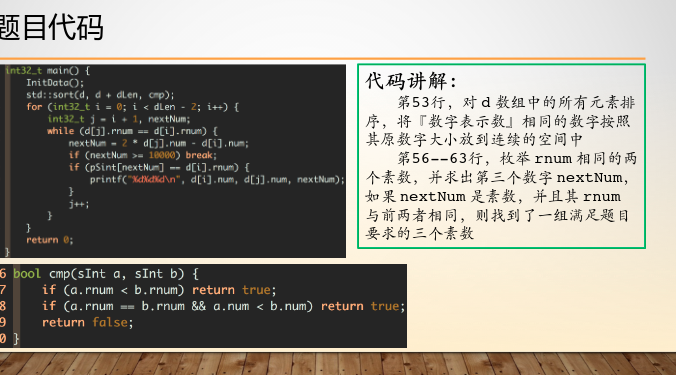 题目代码
int32_t main() {
InitData();
std::sort(d, d + dLen, cmp);
for (int32_t i = 0; i < dLen - 2; i++) {
int32_t j = i + 1, nextNum;
while (d[j].rnum == d[i].rnum) {
nextNum = 2 * d[j].num - d[i].num;
if (nextNum >= 10000) break;
if (pSint[nextNum] == d[i].rnum) {
printf("%d%d%d\n", d[i].num, d[j].num, nextNum);
}
j++;
}
}
return 0;
}
代码讲解：
第53行，对 d 数组中的所有元素排
序，将『数字表示数』相同的数字按照
其原数字大小放到连续的空间中
第56--63行，枚举 rnum 相同的两
个素数，并求出第三个数字 nextNum，
如果 nextNum 是素数，并且其 rnum
与前两者相同，则找到了一组满足题目
要求的三个素数
6 bool cmp(sInt a, sInt b) {
7 if (a.rnum < b.rnum) return true;
8 if (a.rnum == b.rnum && a.num < b.num) return true;
9 return false;
0 }